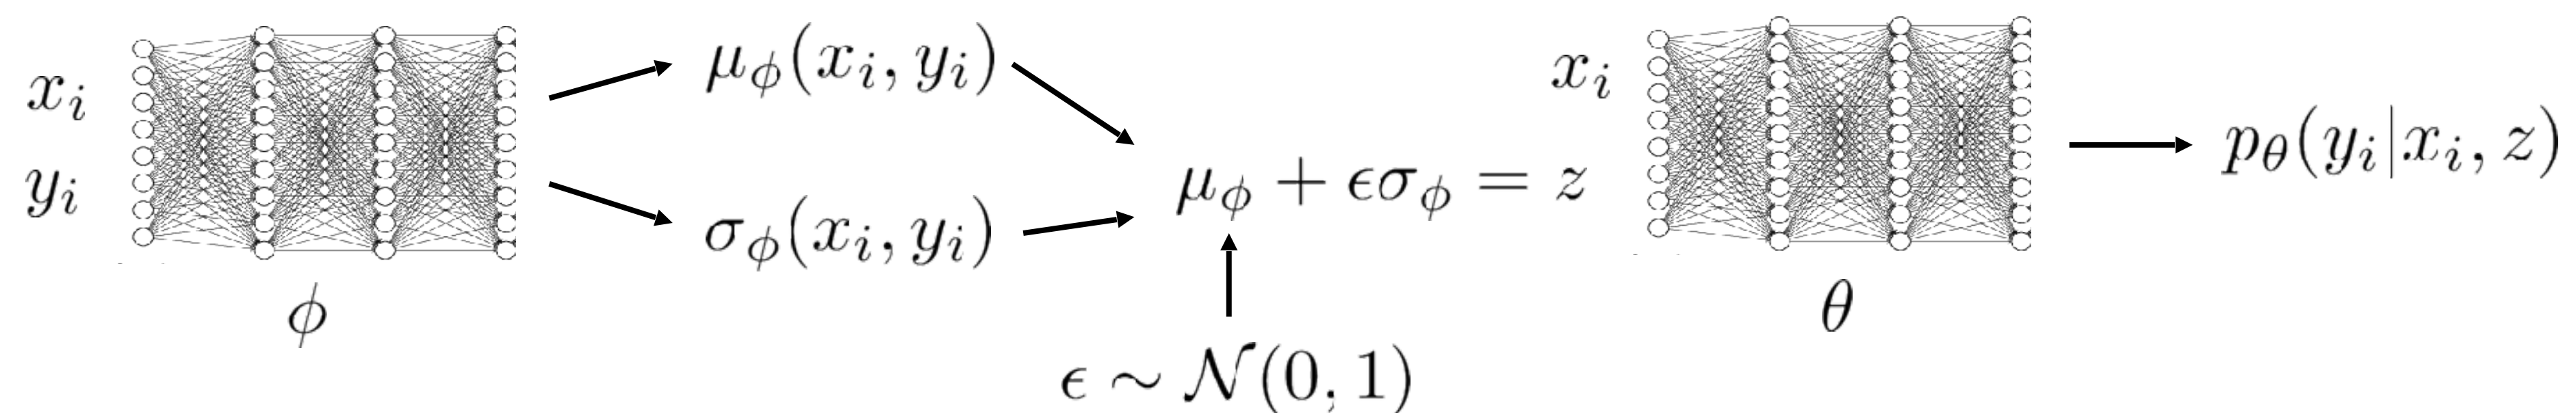 x_i
y_i
ϕ
μ_ϕ(x_i, y_i)
σ_ϕ(x_i, y_i)
μ_ϕ + ϵσ_ϕ = z
ϵ ∼ 𝒩(0, 1)
x_i
θ
p_θ(y_i|x_i, z)